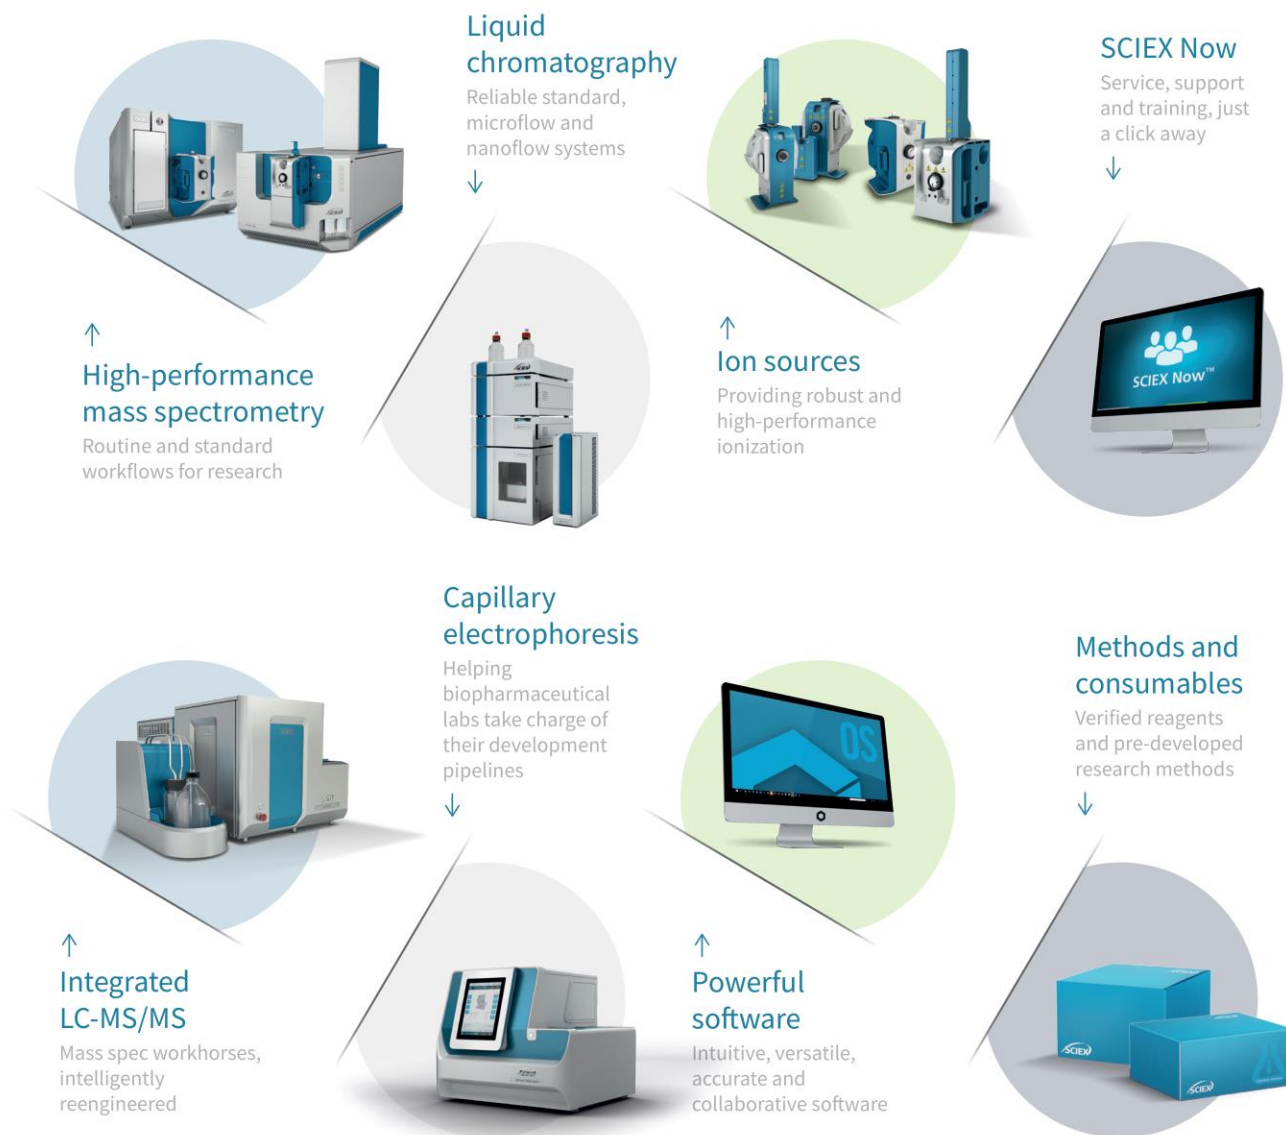 Liquid
chromatography
Reliable standard,
microflow and
nanoflow systems
SCIEX Now
Service, support
and training, just
a click away
High-performance
mass spectrometry
Routine and standard
workflows for research
SCIEX
Ion sources
Providing robust and
high-performance
ionization
SCIEX Now™
Capillary
electrophoresis
Helping
biopharmaceutical
labs take charge of
their development
pipelines
Methods and
consumables
Verified reagents
and pre-developed
research methods
OS
Integrated
LC-MS/MS
Mass spec workhorses,
intelligently
reengineered
Powerful
software
Intuitive, versatile,
accurate and
collaborative software
SCIEX
SCIEX